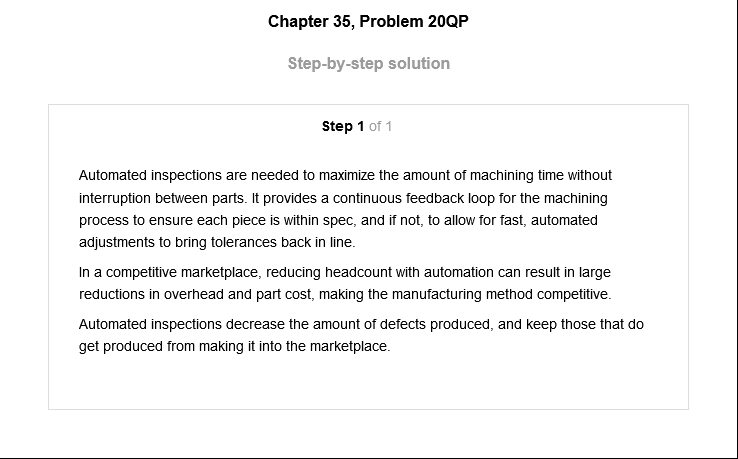 Chapter 35, Problem 20QP
Step-by-step solution
Step 1 of 1
Automated inspections are needed to maximize the amount of machining time without
interruption between parts. It provides a continuous feedback loop for the machining
process to ensure each piece is within spec, and if not, to allow for fast, automated
adjustments to bring tolerances back in line.
In a competitive marketplace, reducing headcount with automation can result in large
reductions in overhead and part cost, making the manufacturing method competitive.
Automated inspections decrease the amount of defects produced, and keep those that do
get produced from making it into the marketplace.